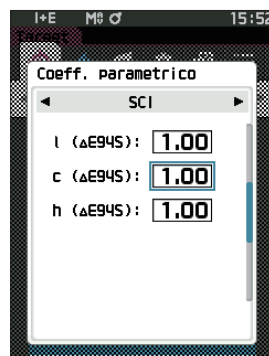 I+E M0 ♂ 15:52
Target
Coeff. parametrico
◄ SCI ►
l (ΔE94S): 1.00
c (ΔE94S): 1.00
h (ΔE94S): 1.00